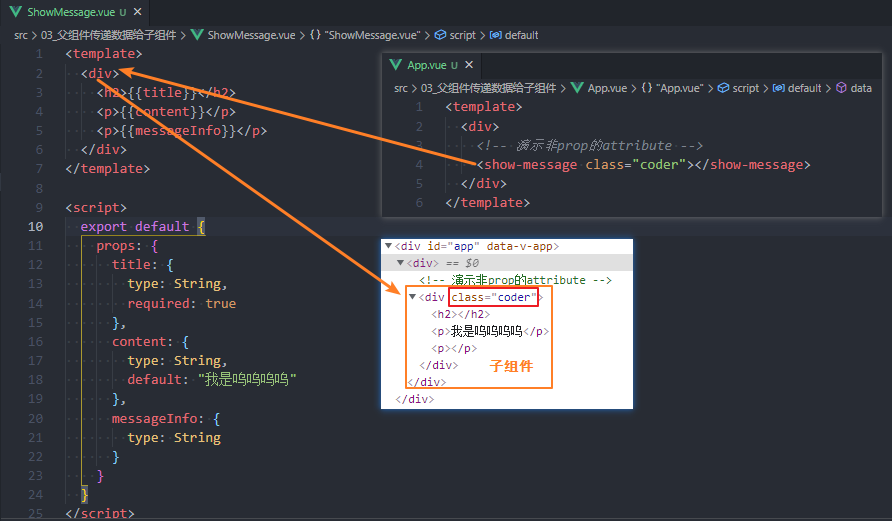 ShowMessage.vue U ×
src > 03_父组件传递数据给子组件 > ShowMessage.vue > {} "ShowMessage.vue" > script > default
1 <template>
2 <div>
3 <h2>{{title}}</h2>
4 <p>{{content}}</p>
5 <p>{{messageInfo}}</p>
6 </div>
7 </template>
8
9 <script>
10 export default {
11 props: {
12 title: {
13 type: String,
14 required: true
15 },
16 content: {
17 type: String,
18 default: "我是呜呜呜呜"
19 },
20 messageInfo: {
21 type: String
22 }
23 }
24 }
25 </script>
App.vue U ×
src > 03_父组件传递数据给子组件 > App.vue > {} "App.vue" > script > default > data
1 <template>
2 <div>
3 <!-- 演示非prop的attribute -->
4 <show-message class="coder"></show-message>
5 </div>
6 </template>
<div id="app" data-v-app>
<div> == $0
<!-- 演示非prop的attribute -->
<div class="coder">
<h2></h2>
<p>我是呜呜呜呜</p>
<p></p>
</div>
子组件
</div>
</div>